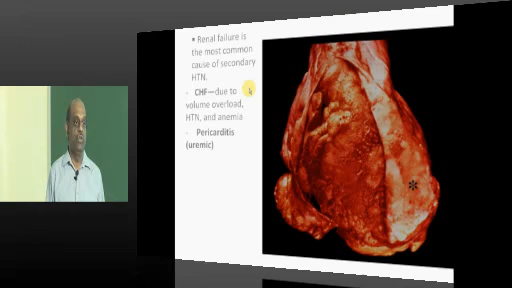 ▪ Renal failure is
the most common
cause of secondary
HTN.
- CHF—due to
volume overload,
HTN, and anemia
- Pericarditis
(uremic)
*